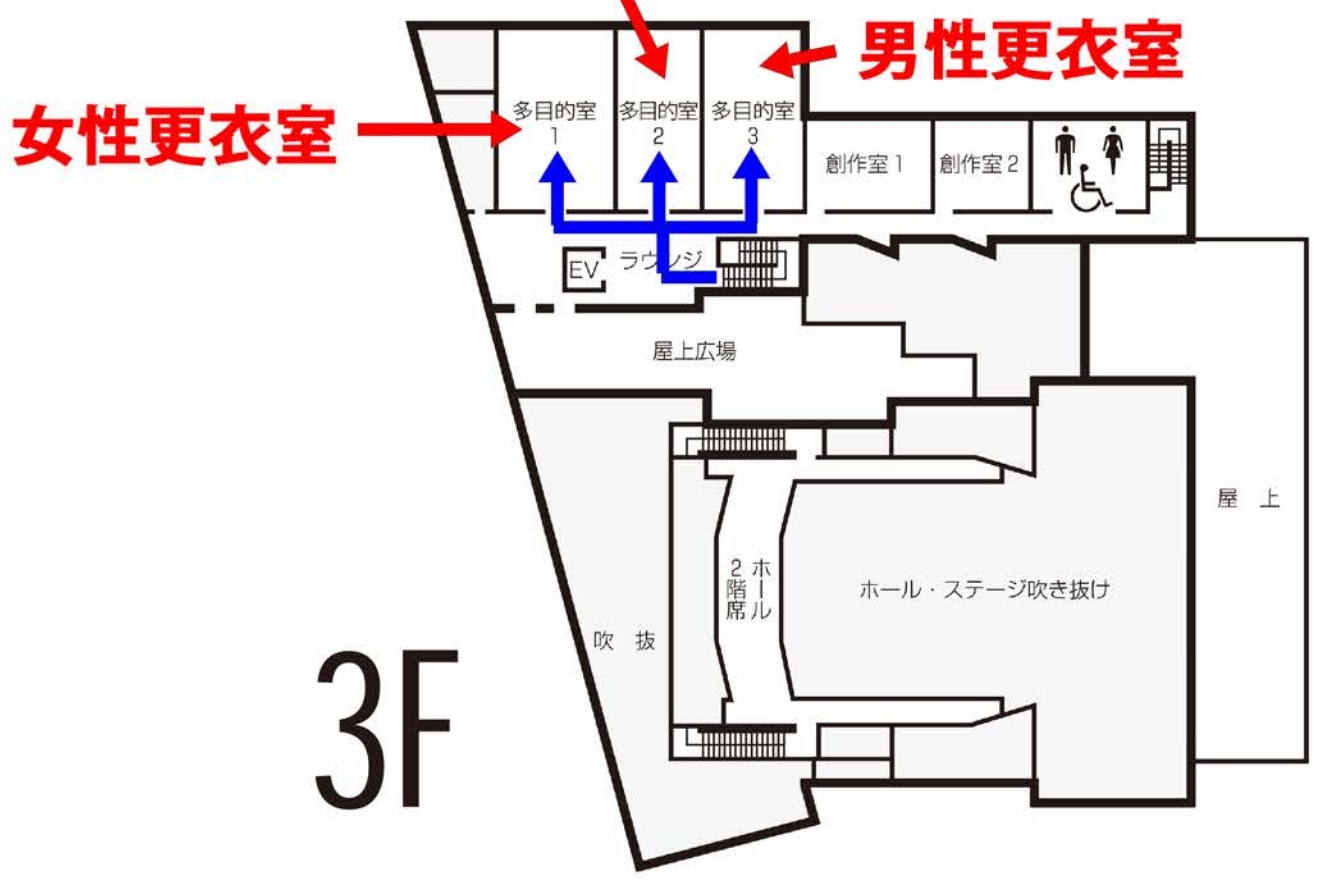 男性更衣室
女性更衣室
多目的室
1
多目的室
2
多目的室
3
創作室1
創作室2
EV
ラウンジ
屋上広場
屋 上
ホール
2階席
ホール・ステージ吹き抜け
吹 抜
3F